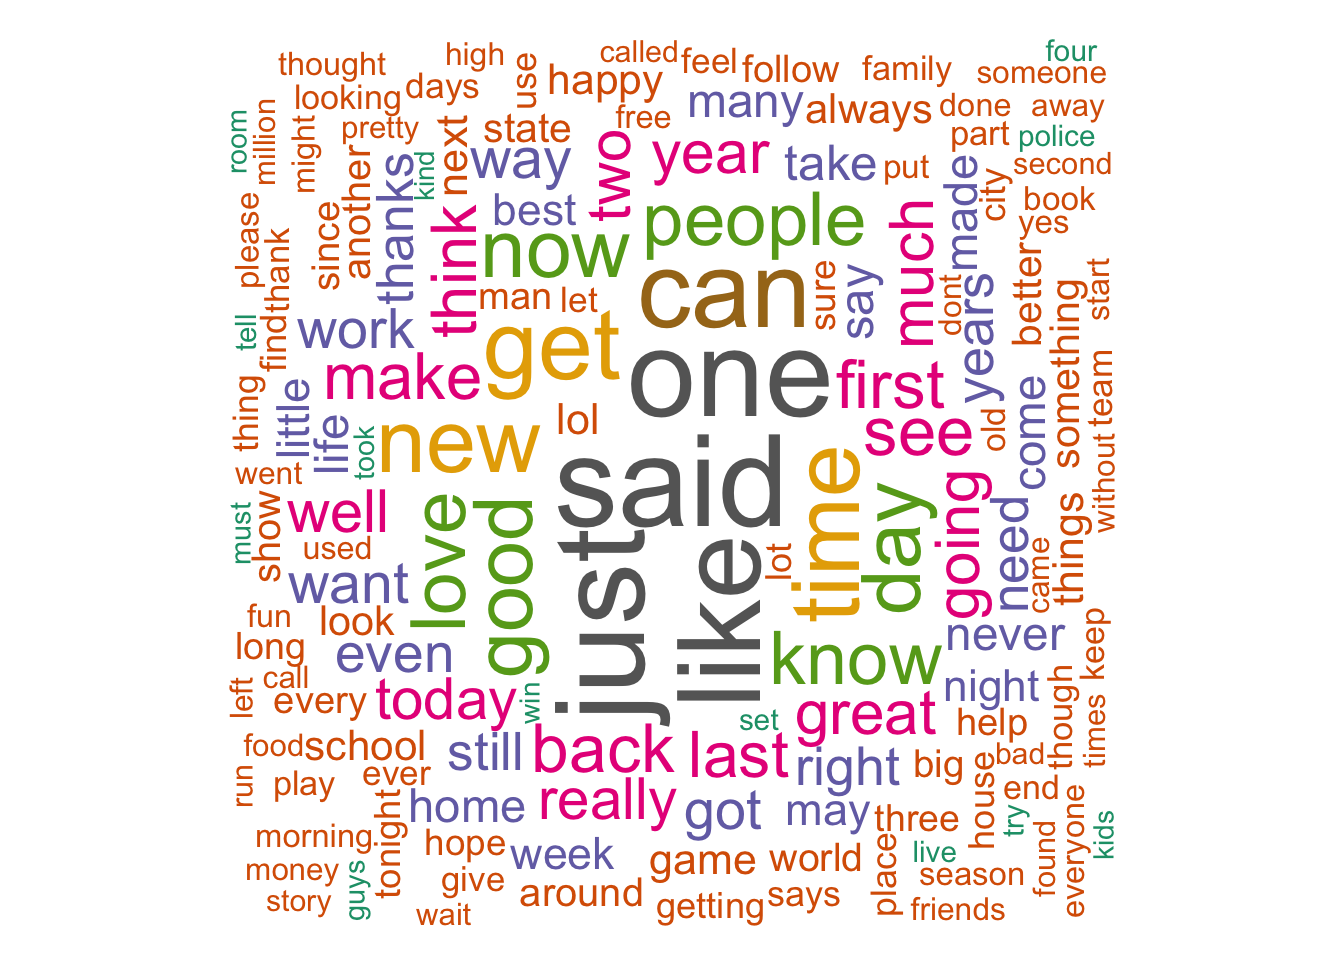 four
high
called
thought
feel
happy
follow
family
someone
use
days
looking
many
always
done
away
free
million
room
might
pretty
state
next
two
way
year
take
put
part
police
second
kind
another
thanks
best
people
made
city
book
yes
please
thank
since
think
now
can
much
sure
say
dont
years
better
something
start
man
let
work
get
tell
find
make
one
first
thing
little
life
took
new
lol
said
see
old
come
team
without
went
show
must
well
used
love
good
just
like
lot
time
day
going
need
came
things
want
fun
look
long
even
know
never
keep
left
call
every
today
win
set
great
night
help
though
times
food
school
still
back
last
right
big
house
bad
run
play
ever
home
really
got
may
three
end
try
kids
morning
tonight
hope
week
game
world
place
live
season
found
everyone
money
guys
give
around
getting
says
friends
story
wait